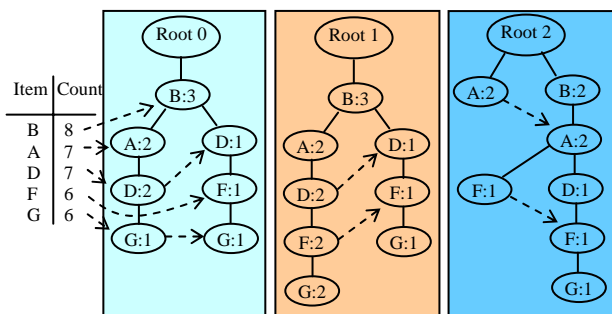 Item Count
B 8
A 7
D 7
F 6
G 6
Root 0
B:3
A:2 D:1
D:2 F:1
G:1 G:1
Root 1
B:3
A:2 D:1
D:2 F:1
F:2 G:1
G:2
Root 2
A:2 B:2
A:2
F:1 D:1
F:1
G:1